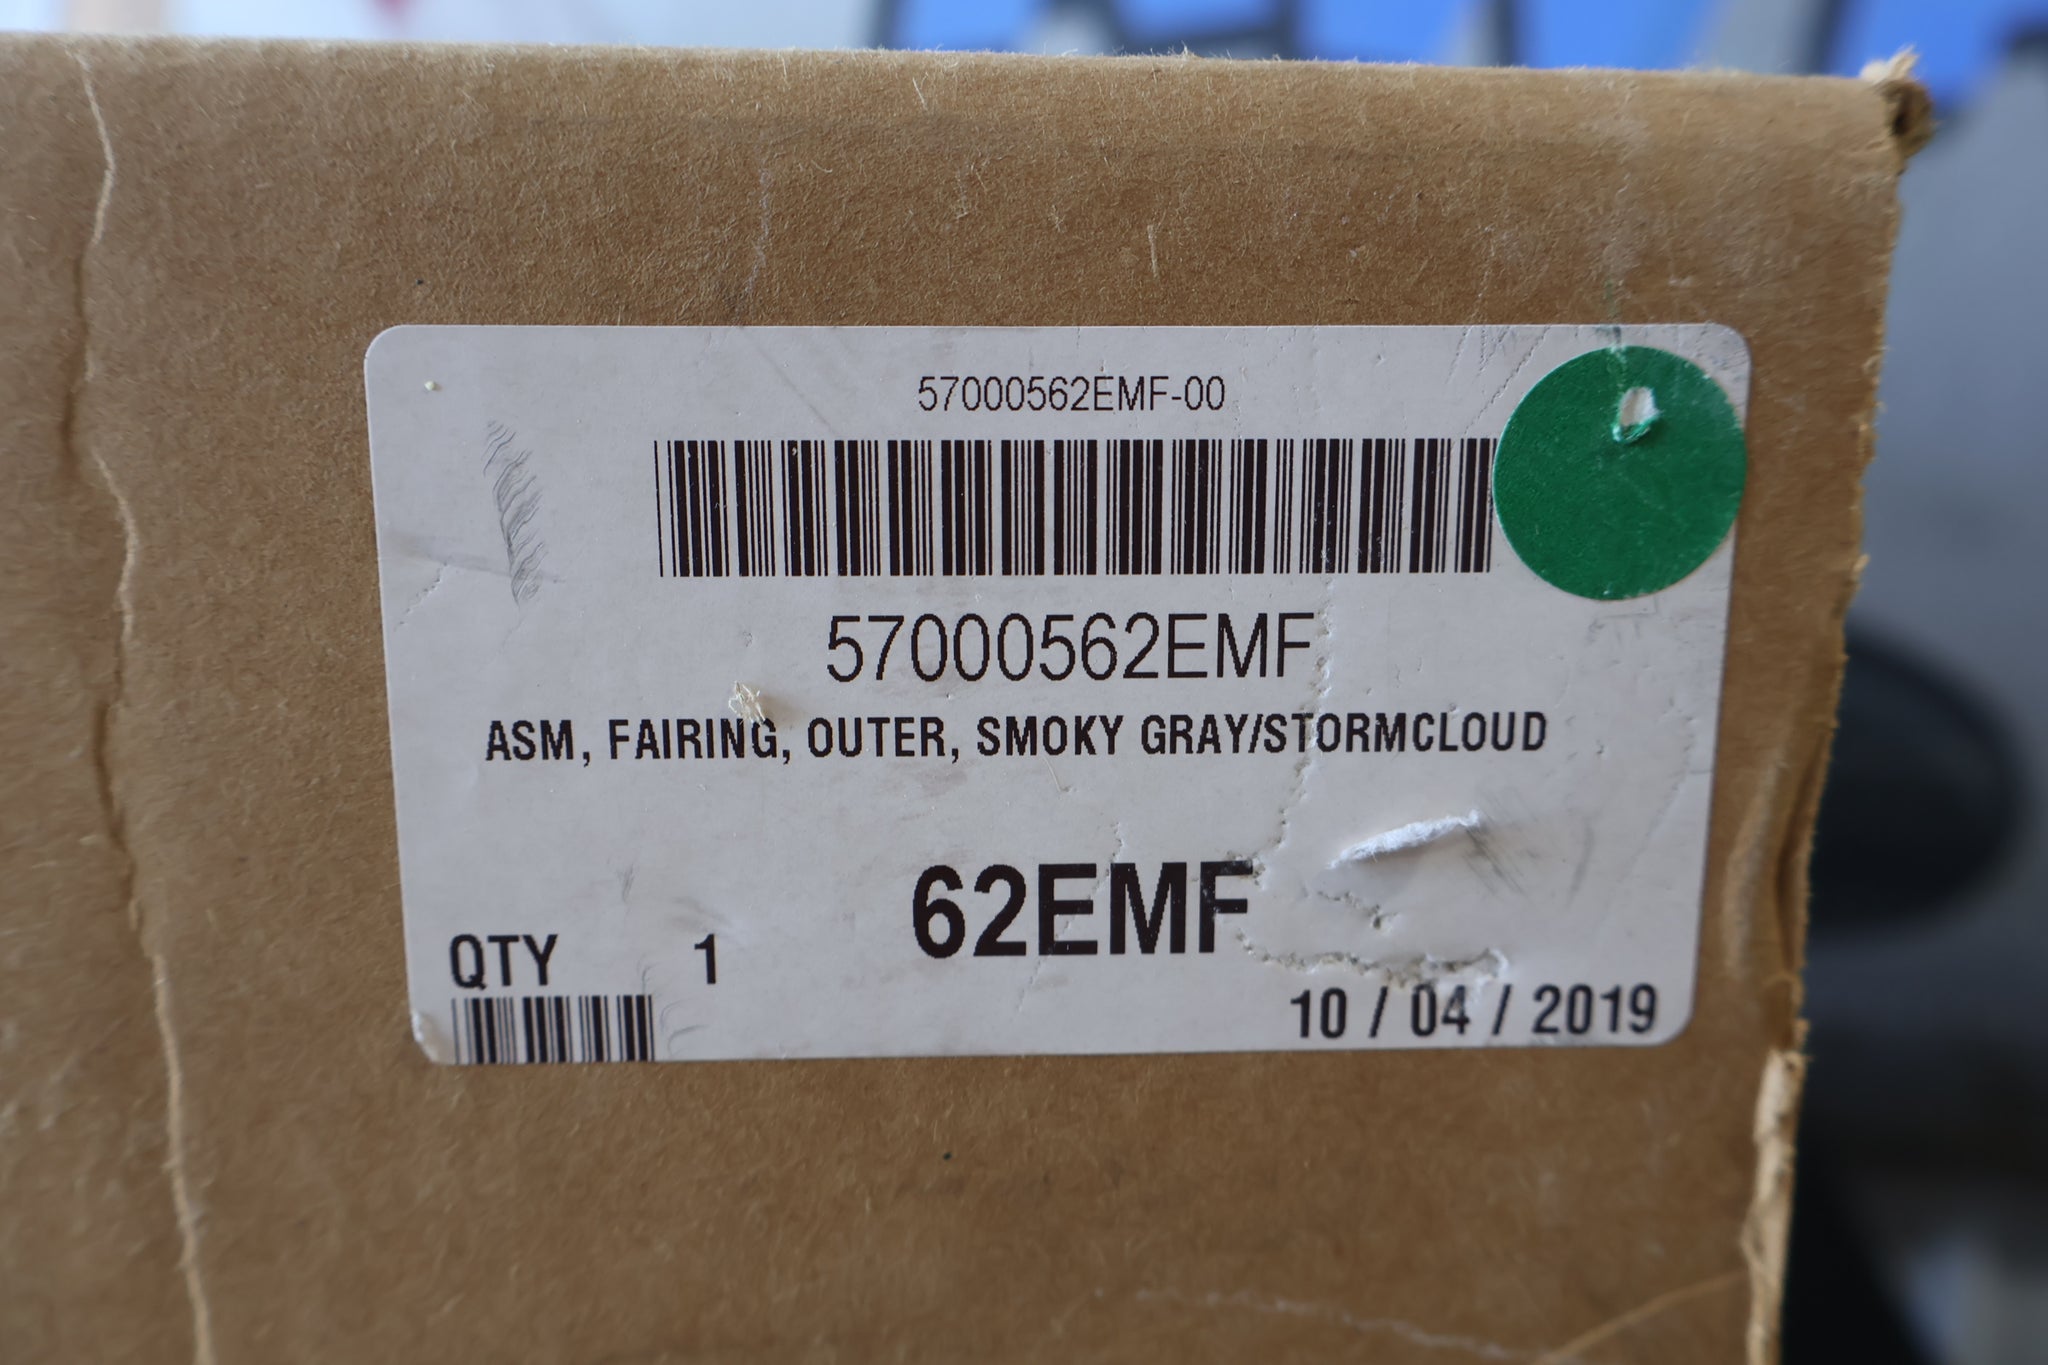 57000562EMF-00
57000562EMF
ASM, FAIRING, OUTER, SMOKY GRAY/STORMCLOUD
62EMF
QTY 1
10 / 04 / 2019